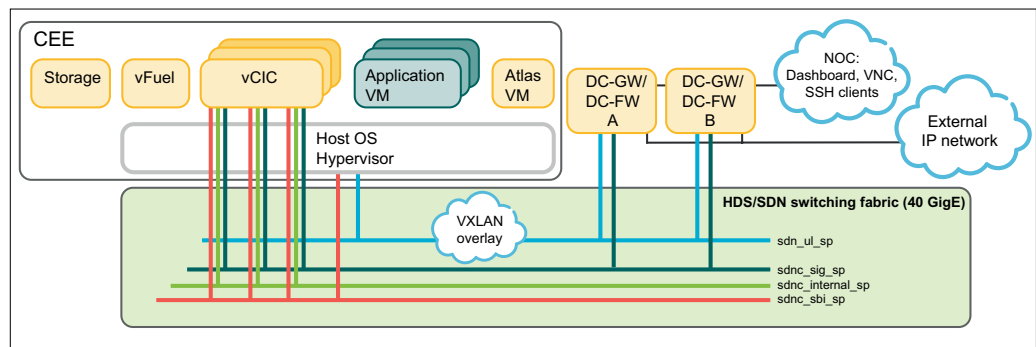 CEE
Storage
vFuel
vCIC
Application
VM
Atlas
VM
DC-GW/
DC-FW
A
DC-GW/
DC-FW
B
NOC:
Dashboard, VNC,
SSH clients
External
IP network
Host OS
Hypervisor
HDS/SDN switching fabric (40 GigE)
VXLAN
overlay
sdn_ul_sp
sdnc_sig_sp
sdnc_internal_sp
sdnc_sbi_sp